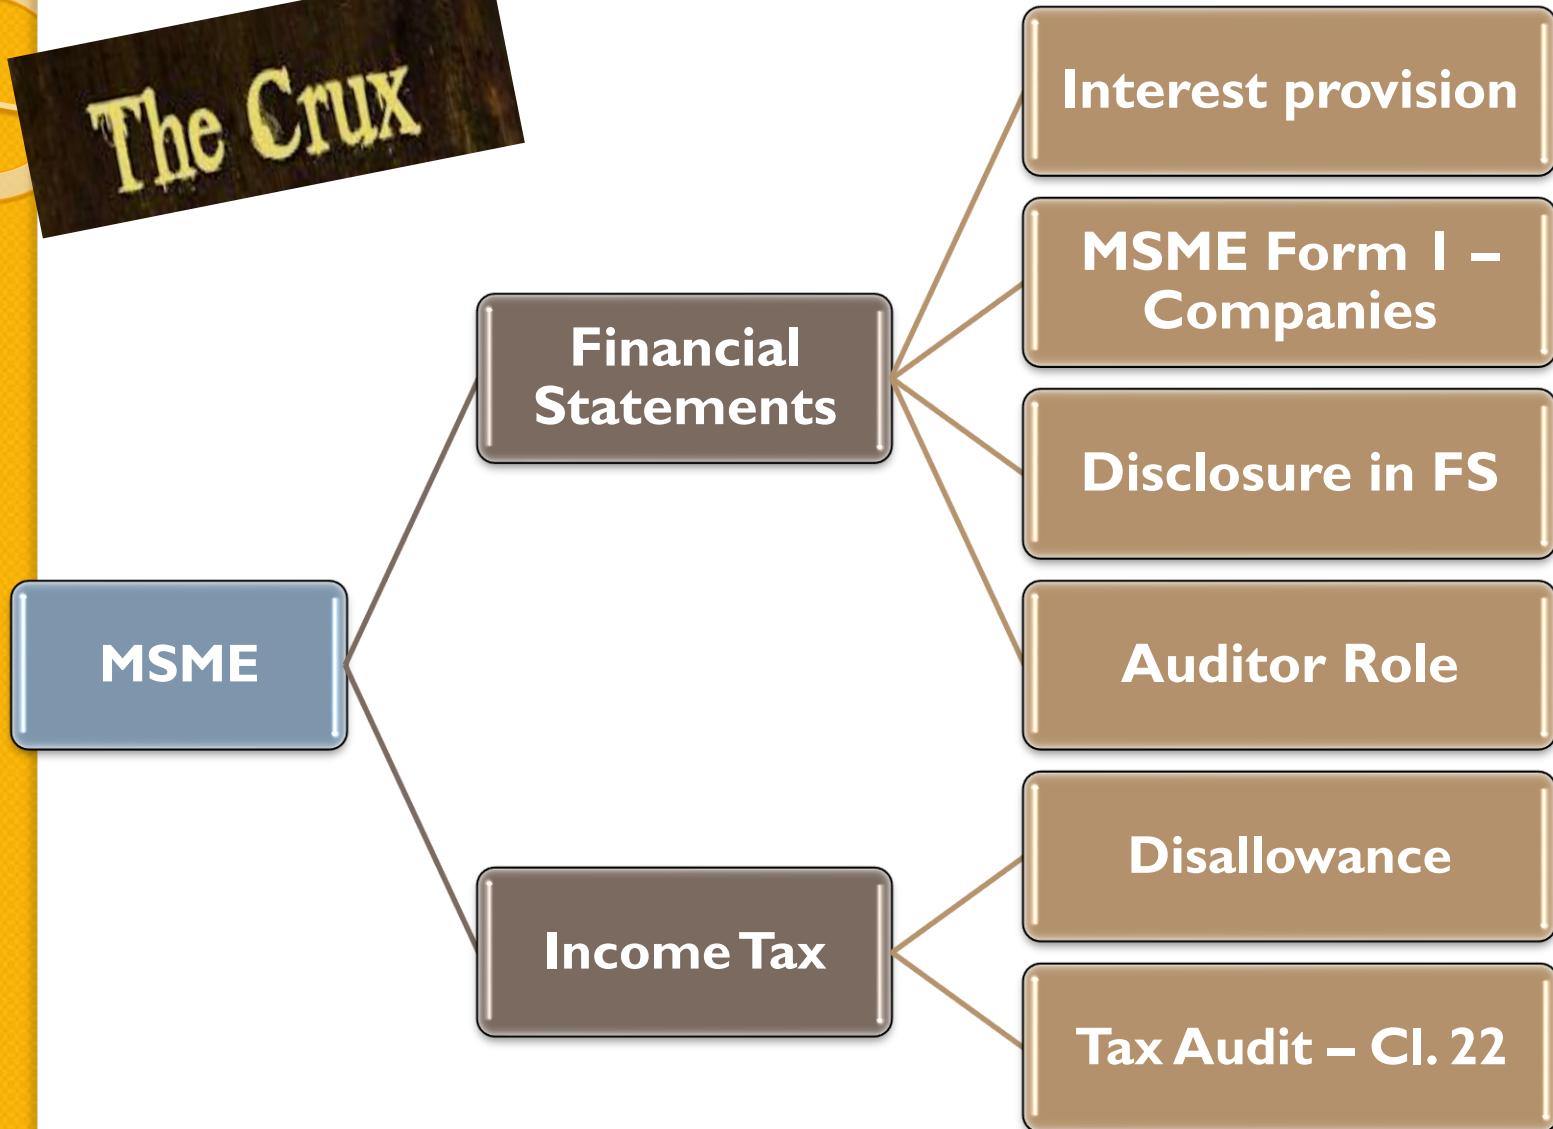 The Crux
MSME
Financial
Statements
Interest provision
MSME Form 1 –
Companies
Disclosure in FS
Auditor Role
Income Tax
Disallowance
Tax Audit – Cl. 22